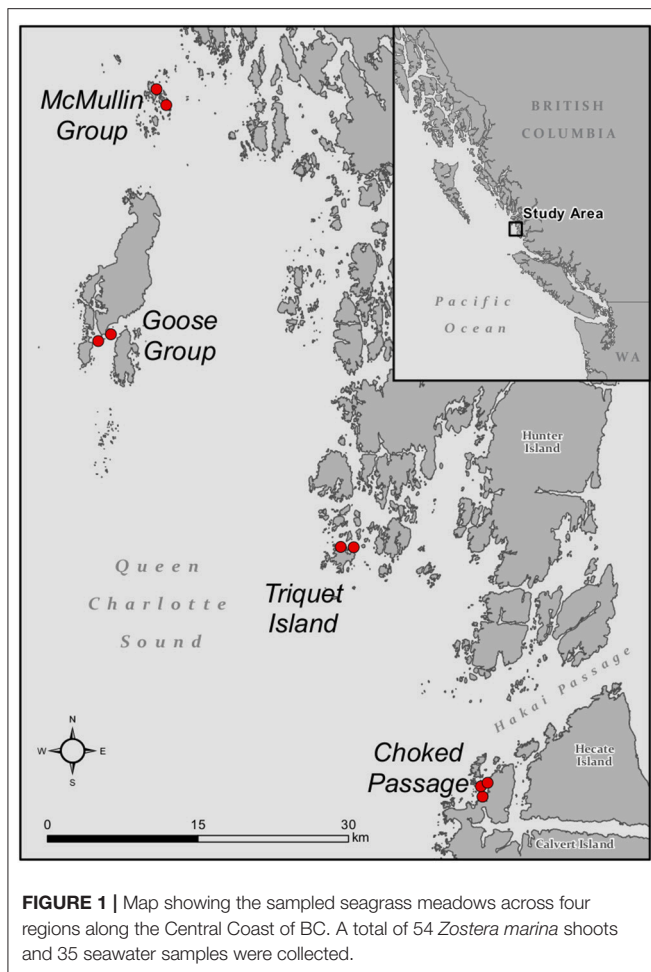 McMullin
Group
BRITISH
COLUMBIA
Study Area
Pacific
Ocean
WA
Goose
Group
Hunter
Island
Queen
Charlotte
Sound
Triquet
Island
Hakai Passage
N
W E
S
Choked
Passage
Hecate
Island
Calvert Island
0 15 30
km
FIGURE 1 | Map showing the sampled seagrass meadows across four
regions along the Central Coast of BC. A total of 54 Zostera marina shoots
and 35 seawater samples were collected.